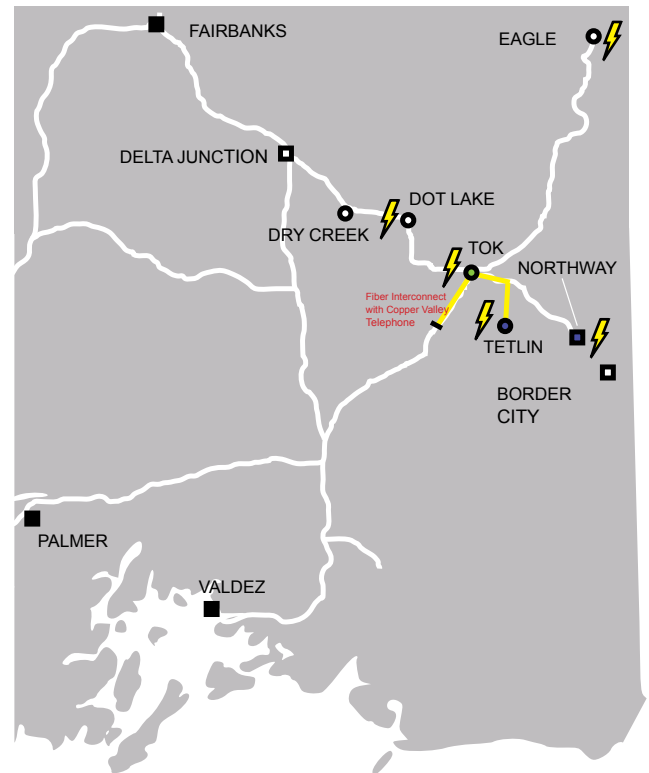 FAIRBANKS
EAGLE
DELTA JUNCTION
DOT LAKE
DRY CREEK
TOK
NORTHWAY
Fiber Interconnect
with Copper Valley
Telephone
TETLIN
BORDER
CITY
PALMER
VALDEZ